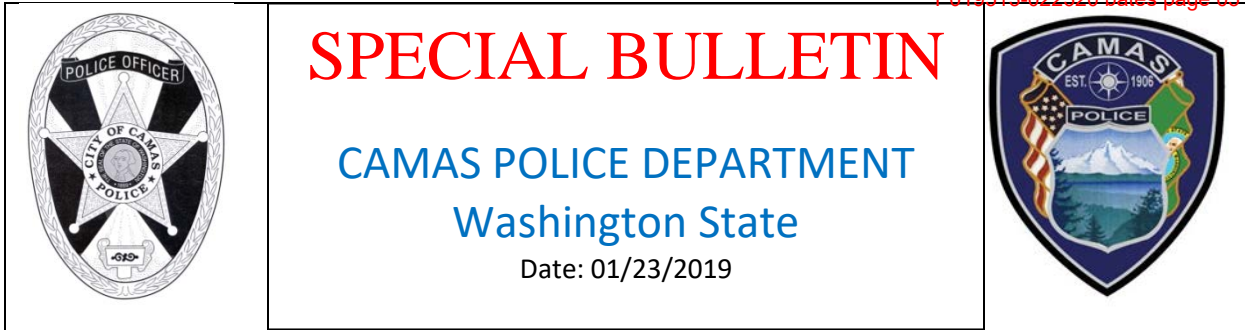 SPECIAL BULLETIN
CAMAS POLICE DEPARTMENT
Washington State
Date: 01/23/2019
POLICE OFFICER
CITY OF CAMAS
POLICE
CAMAS
EST. 1906
POLICE